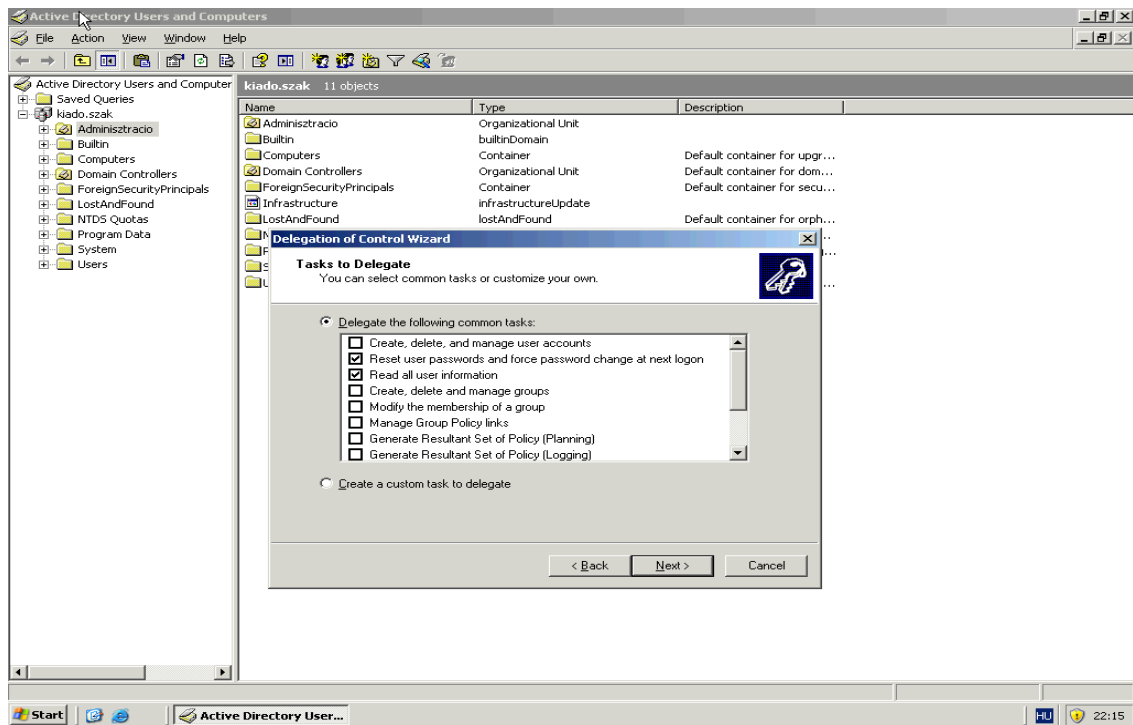 Active Directory Users and Computers
File Action View Window Help
Active Directory Users and Computer
Saved Queries
kiado.szak
Adminisztracio
Builtin
Computers
Domain Controllers
ForeignSecurityPrincipals
LostAndFound
NTDS Quotas
Program Data
System
Users
kiado.szak 11 objects
Name Type Description
Adminisztracio Organizational Unit
Builtin builtinDomain
Computers Container Default container for upgr...
Domain Controllers Organizational Unit Default container for dom...
ForeignSecurityPrincipals Container Default container for secu...
Infrastructure infrastructureUpdate
LostAndFound lostAndFound Default container for orph...
Delegation of Control Wizard
Tasks to Delegate
You can select common tasks or customize your own.
Delegate the following common tasks:
Create, delete, and manage user accounts
Reset user passwords and force password change at next logon
Read all user information
Create, delete and manage groups
Modify the membership of a group
Manage Group Policy links
Generate Resultant Set of Policy (Planning)
Generate Resultant Set of Policy (Logging)
Create a custom task to delegate
< Back Next > Cancel
Start Active Directory User... HU 22:15